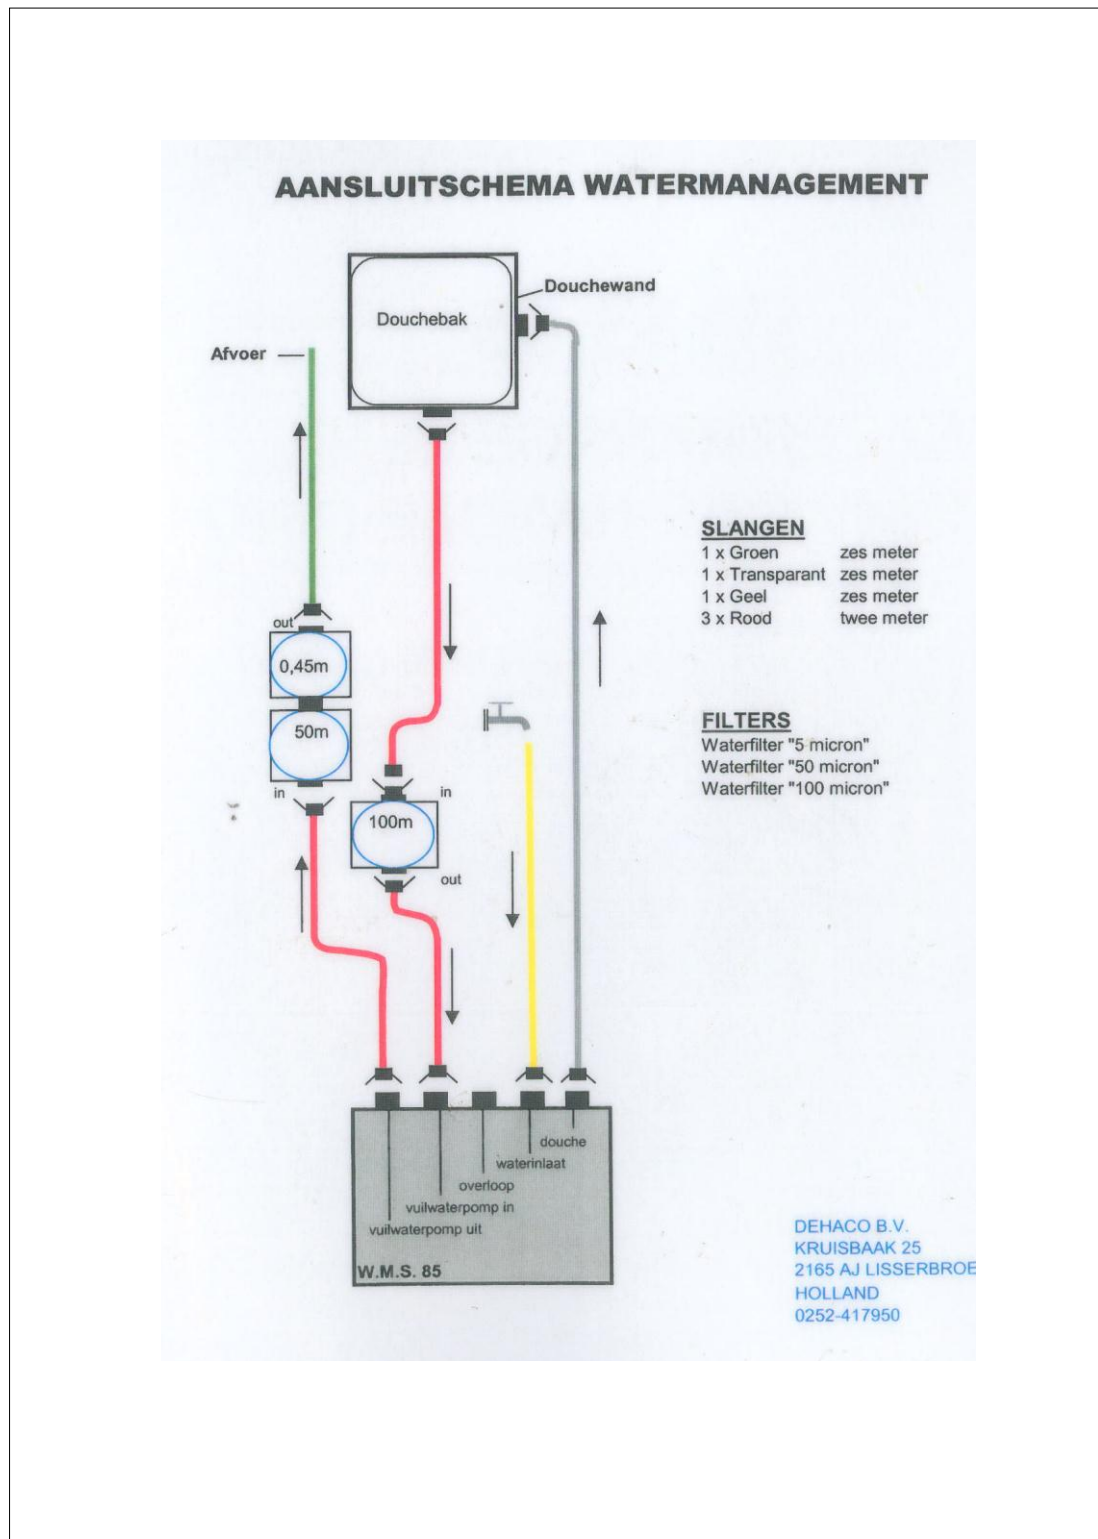 AANSLUITSCHEMA WATERMANAGEMENT
Douchewand
Douchebak
Afvoer
SLANGEN
1 x Groen zes meter
1 x Transparant zes meter
1 x Geel zes meter
3 x Rood twee meter
out
0,45m
50m
in
FILTERS
Waterfilter "5 micron"
Waterfilter "50 micron"
Waterfilter "100 micron"
in
100m
out
douche
waterinlaat
overloop
vuilwaterpomp in
vuilwaterpomp uit
W.M.S. 85
DEHACO B.V.
KRUISBAAK 25
2165 AJ LISSERBROE
HOLLAND
0252-417950